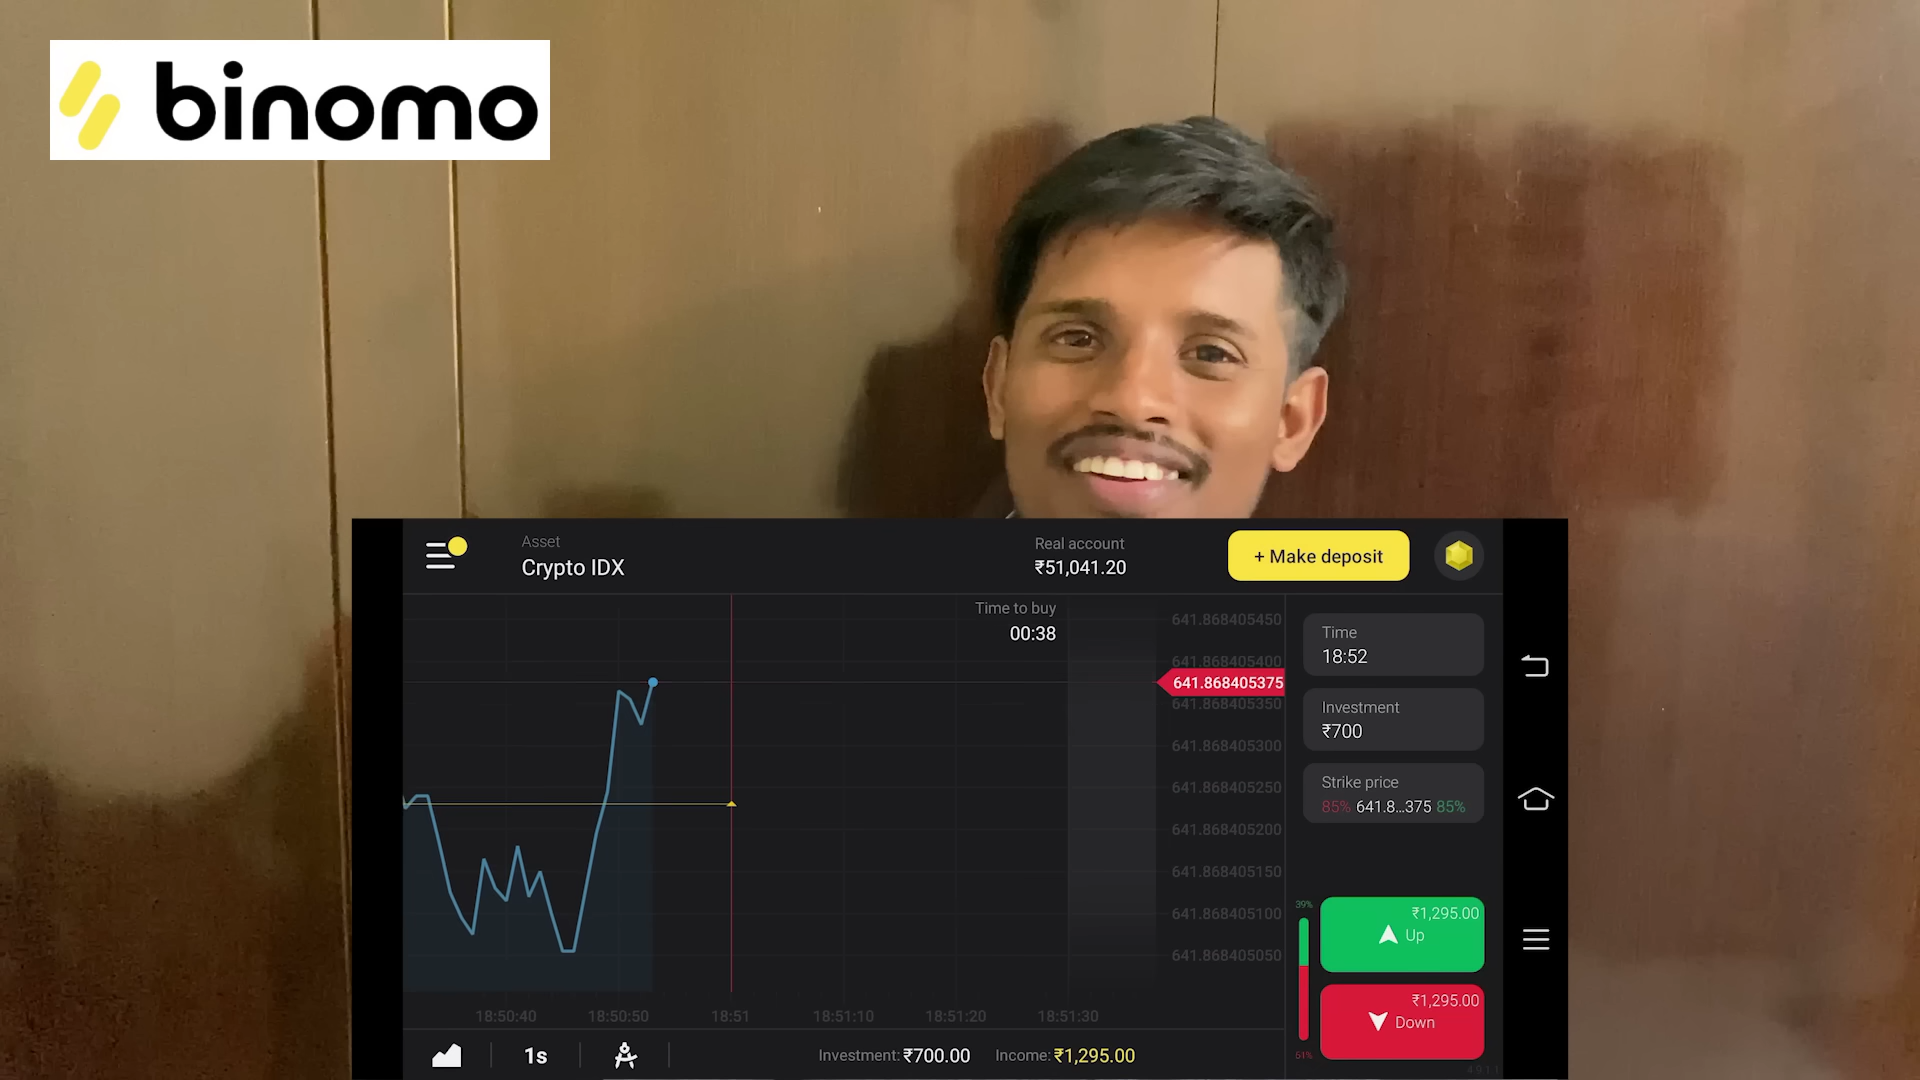 binomo
Asset
Crypto IDX
Real account
₹51,041.20
+ Make deposit
Time to buy
00:38
641.868405450
641.868405400
641.868405375
641.868405350
641.868405300
641.868405250
641.868405200
641.868405150
641.868405100
641.868405050
Time
18:52
Investment
₹700
Strike price
85% 641.8...375 85%
39%
₹1,295.00
Up
₹1,295.00
Down
51%
18:50:40 18:50:50 18:51 18:51:10 18:51:20 18:51:30
1s
Investment: ₹700.00 Income: ₹1,295.00